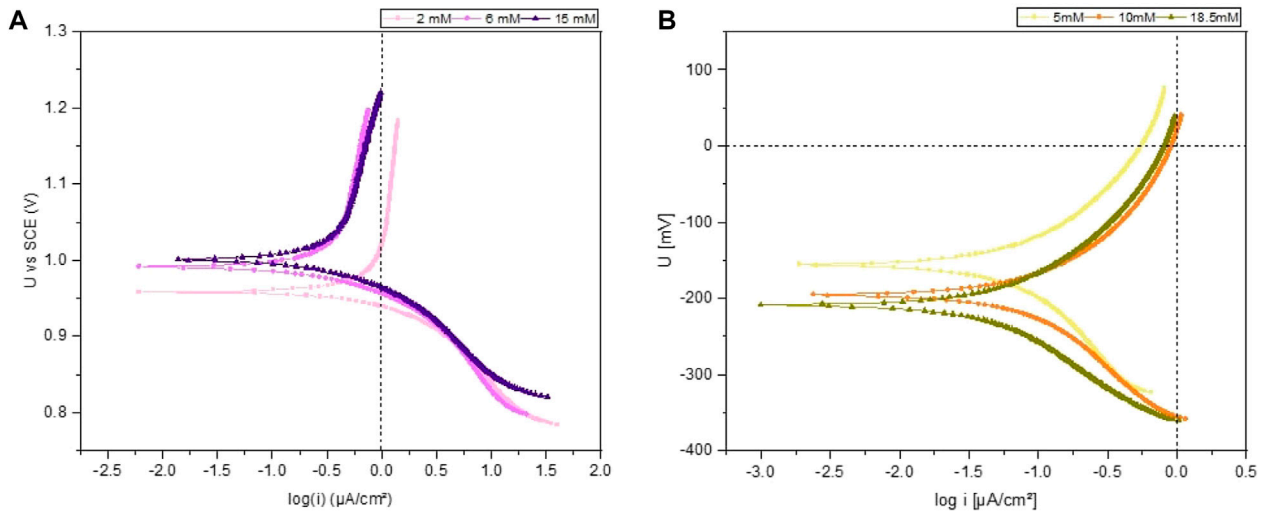 A
2 mM 6 mM 15 mM
1.3
1.2
1.1
1.0
0.9
0.8
U vs SCE (V)
-2.5 -2.0 -1.5 -1.0 -0.5 0.0 0.5 1.0 1.5 2.0
log(i) (µA/cm²)
B
5mM 10mM 18.5mM
100
0
-100
-200
-300
-400
U [mV]
-3.0 -2.5 -2.0 -1.5 -1.0 -0.5 0.0 0.5
log i [µA/cm²]